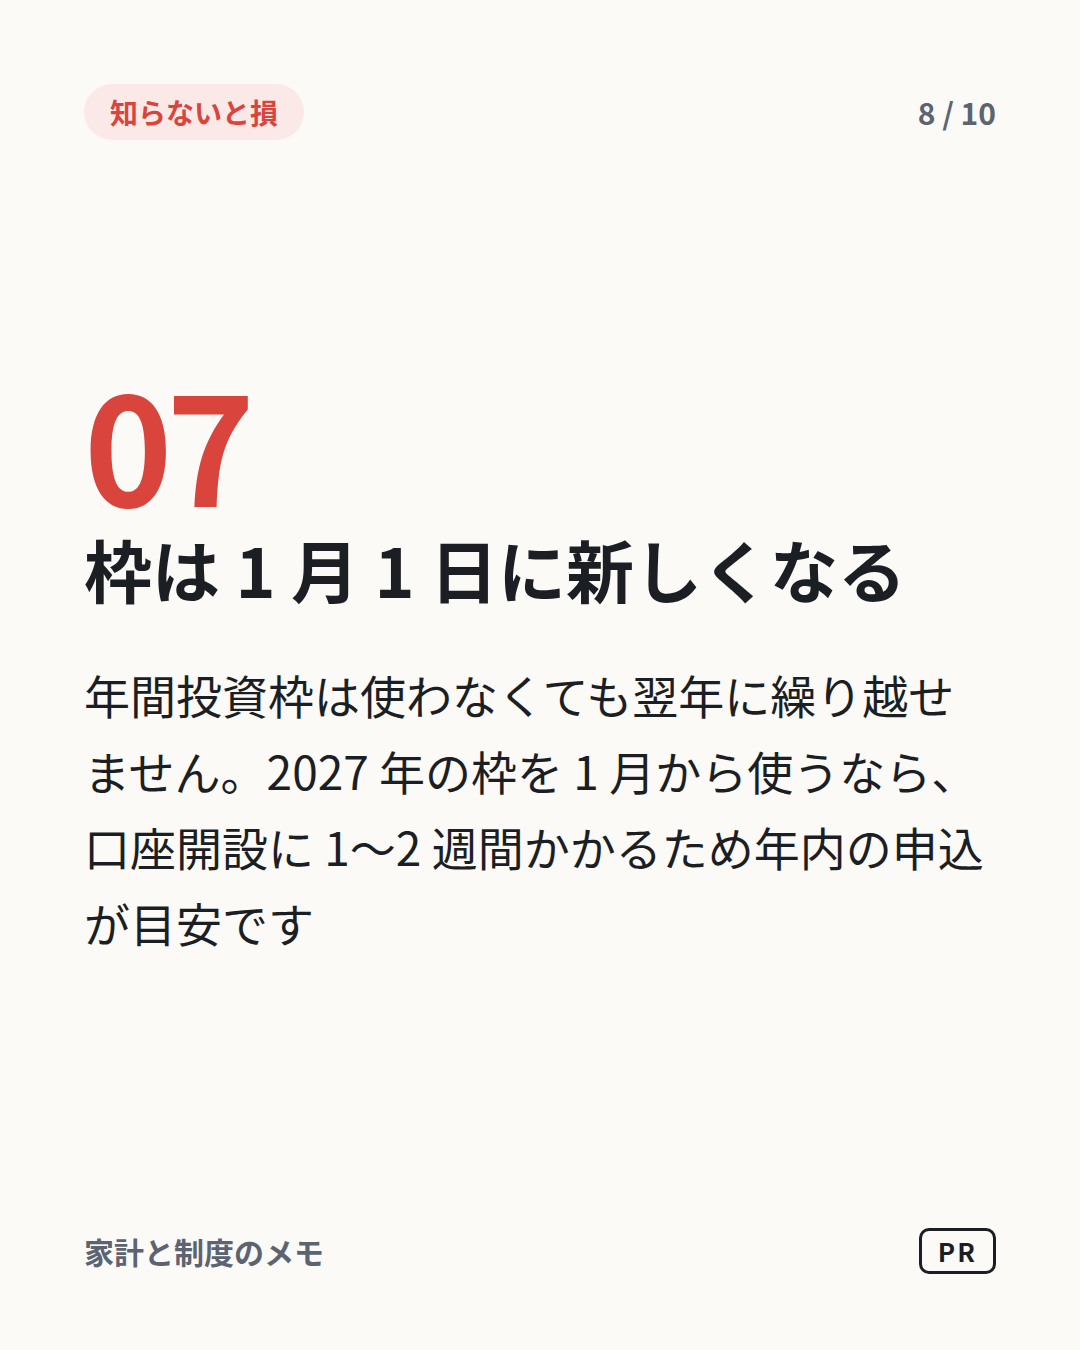 知らないと損
8 / 10
07
枠は 1 月 1 日に新しくなる
年間投資枠は使わなくても翌年に繰り越せ
ません。2027 年の枠を 1 月から使うなら、
口座開設に 1〜2 週間かかるため年内の申込
が目安です
家計と制度のメモ
PR